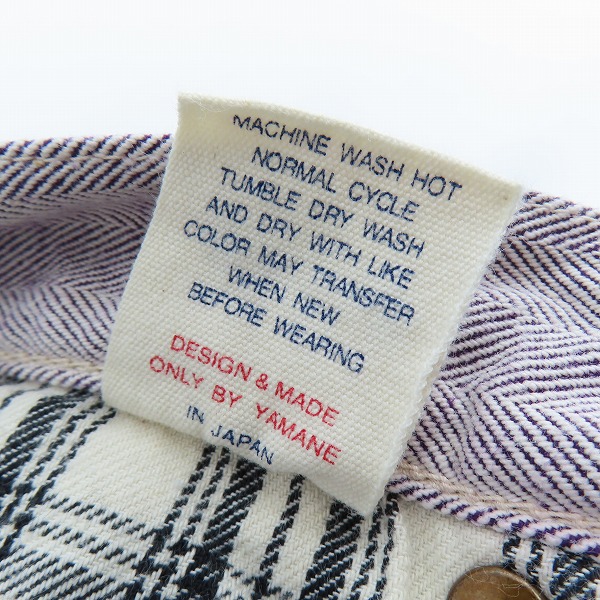 MACHINE WASH HOT
NORMAL CYCLE
TUMBLE DRY WASH
AND DRY WITH LIKE
COLOR MAY TRANSFER
WHEN NEW
BEFORE WEARING
DESIGN & MADE
ONLY BY YAMANE
IN JAPAN